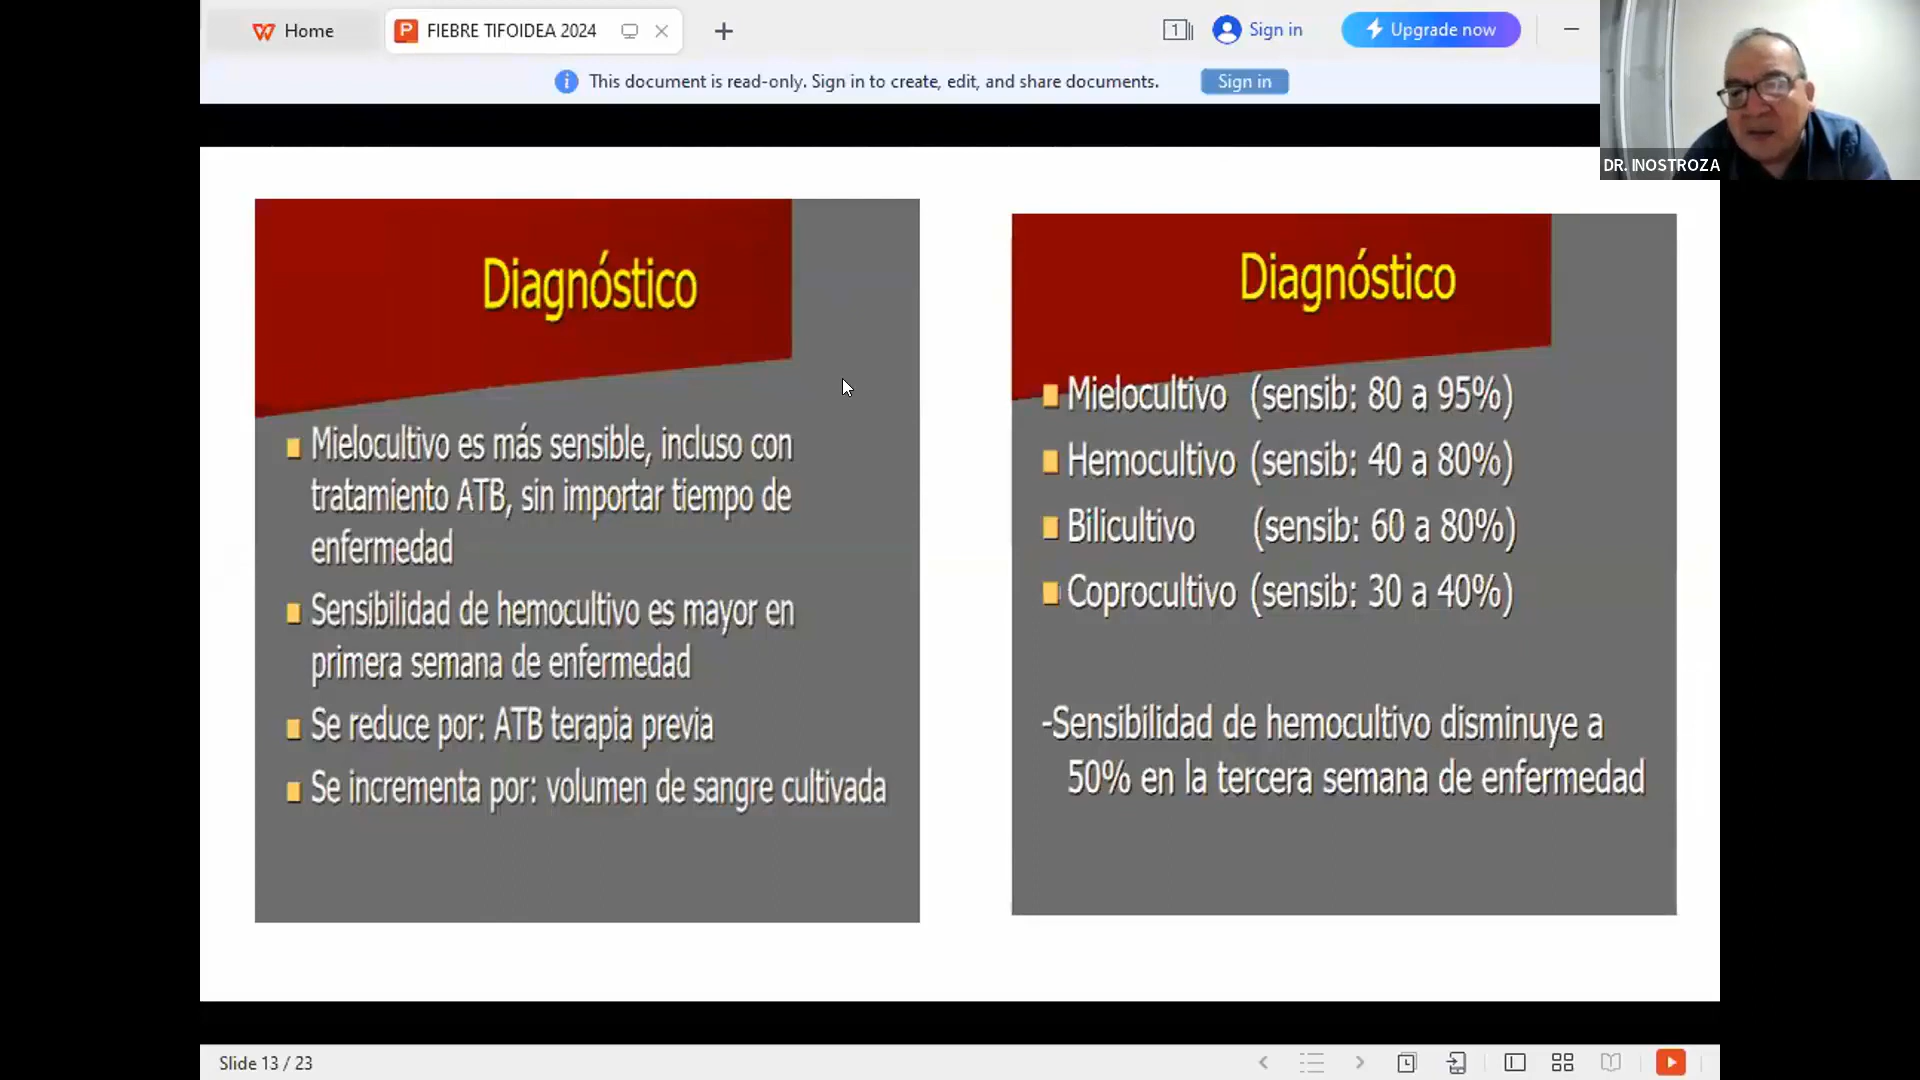 Home
FIEBRE TIFOIDEA 2024
1
Sign in
Upgrade now
This document is read-only. Sign in to create, edit, and share documents.
Sign in
DR. INOSTROZA
Diagnóstico
Mielocultivo es más sensible, incluso con
tratamiento ATB, sin importar tiempo de
enfermedad
Sensibilidad de hemocultivo es mayor en
primera semana de enfermedad
Se reduce por: ATB terapia previa
Se incrementa por: volumen de sangre cultivada
Diagnóstico
Mielocultivo (sensib: 80 a 95%)
Hemocultivo (sensib: 40 a 80%)
Bilicultivo (sensib: 60 a 80%)
Coprocultivo (sensib: 30 a 40%)
-Sensibilidad de hemocultivo disminuye a
50% en la tercera semana de enfermedad
Slide 13 / 23